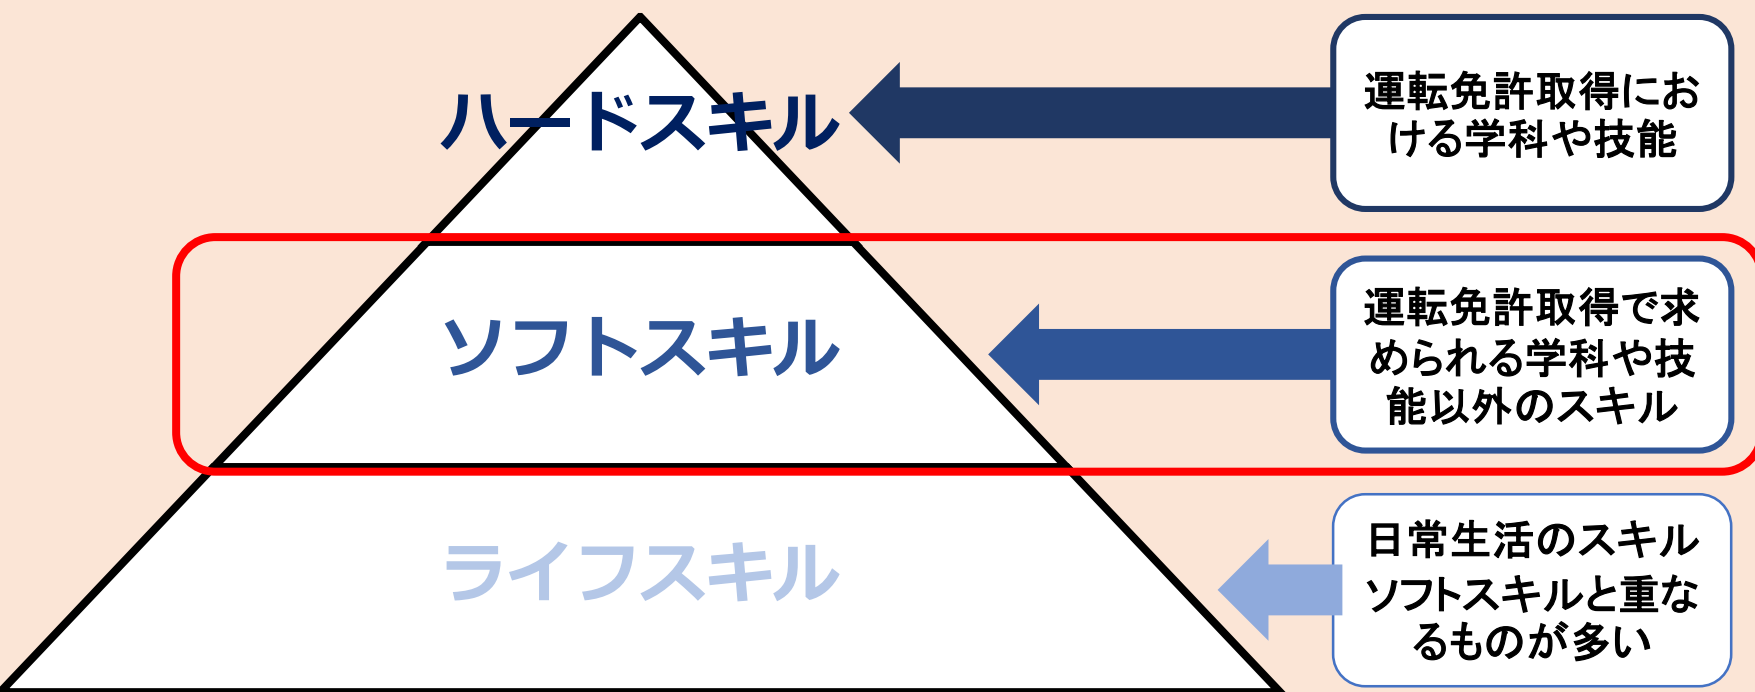 ハードスキル
運転免許取得にお
ける学科や技能
ソフトスキル
運転免許取得で求
められる学科や技
能以外のスキル
ライフスキル
日常生活のスキル
ソフトスキルと重な
るものが多い